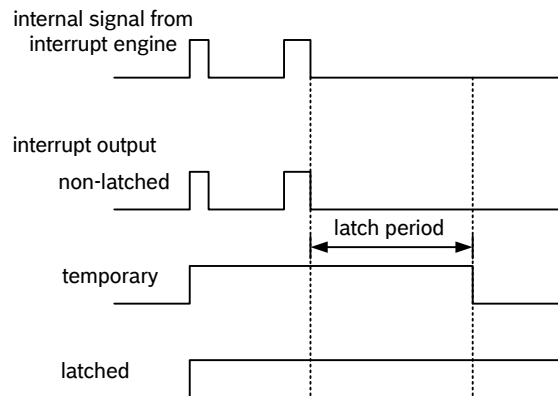 internal signal from
interrupt engine
interrupt output
non-latched
latch period
temporary
latched